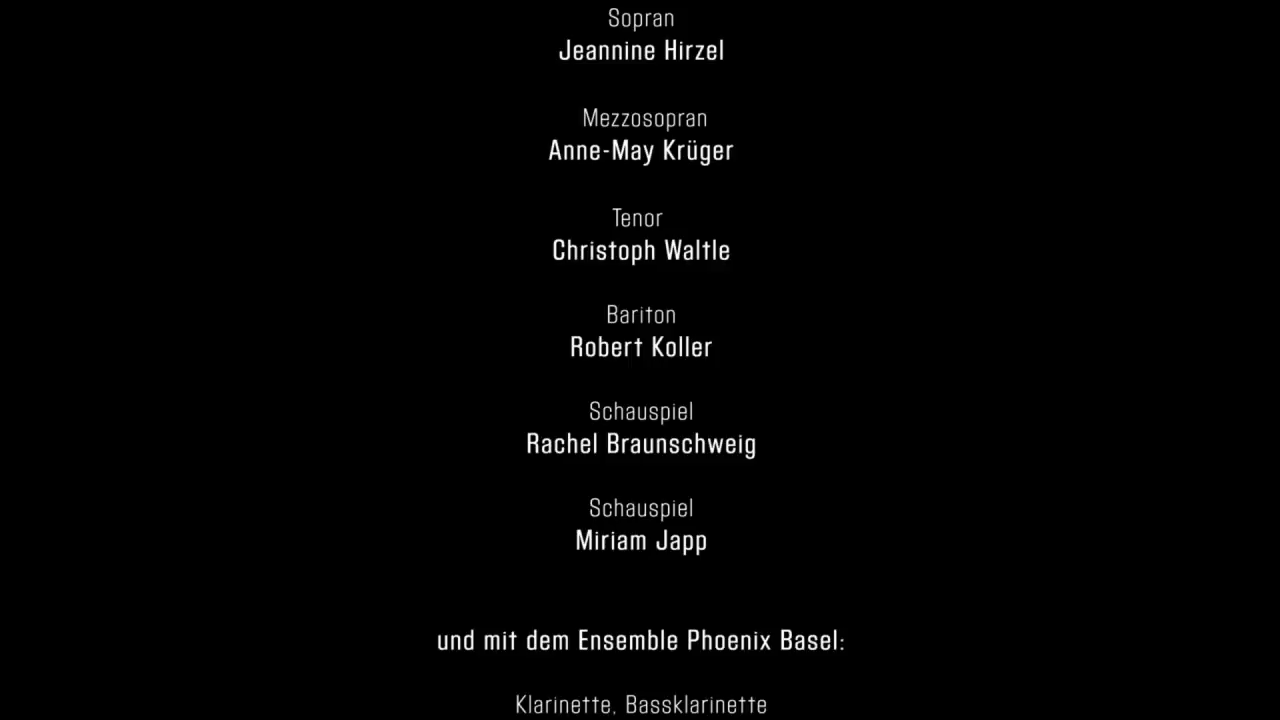 Sopran
Jeannine Hirzel
Mezzosopran
Anne-May Krüger
Tenor
Christoph Waltle
Bariton
Robert Koller
Schauspiel
Rachel Braunschweig
Schauspiel
Miriam Japp
und mit dem Ensemble Phoenix Basel:
Klarinette, Bassklarinette